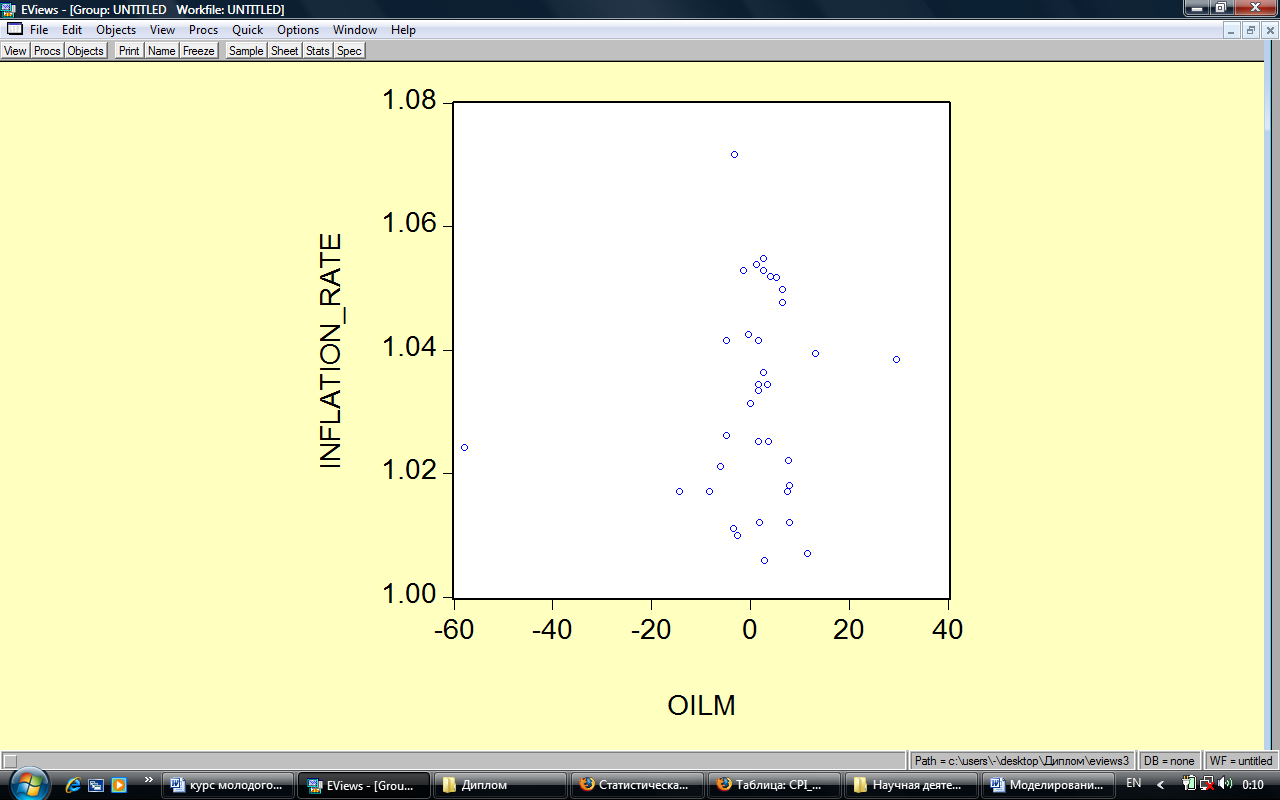 EViews - [Group: UNTITLED   Workfile: UNTITLED]
File Edit Objects View Procs Quick Options Window Help
View Procs Objects Print Name Freeze Sample Sheet Stats Spec
1.08
1.06
1.04
1.02
1.00
INFLATION_RATE
-60 -40 -20 0 20 40
OILM
Path = c:\users\-\desktop\Диплом\eviews3 DB = none WF = untitled
курс молодого... EViews - [Grou... Диплом Статистическа... Таблица: CPI_... Научная деяте... Моделировани... EN 0:10